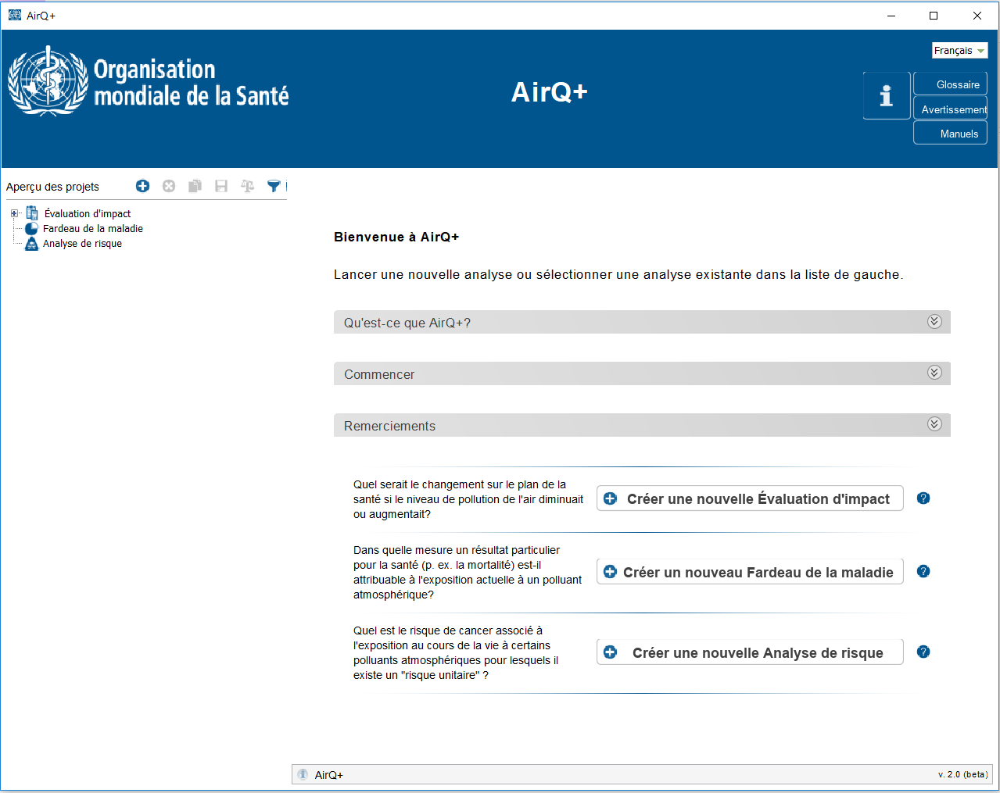 AirQ+
Organisation
mondiale de la Santé
AirQ+
Français
Glossaire
Avertissement
Manuels
Aperçu des projets
Évaluation d'impact
Fardeau de la maladie
Analyse de risque
Bienvenue à AirQ+
Lancer une nouvelle analyse ou sélectionner une analyse existante dans la liste de gauche.
Qu'est-ce que AirQ+?
Commencer
Remerciements
Quel serait le changement sur le plan de la
santé si le niveau de pollution de l'air diminuait
ou augmentait?
Créer une nouvelle Évaluation d'impact
Dans quelle mesure un résultat particulier
pour la santé (p. ex. la mortalité) est-il
attribuable à l'exposition actuelle à un polluant
atmosphérique?
Créer un nouveau Fardeau de la maladie
Quel est le risque de cancer associé à
l'exposition au cours de la vie à certains
polluants atmosphériques pour lesquels il
existe un "risque unitaire" ?
Créer une nouvelle Analyse de risque
AirQ+
v. 2.0 (beta)